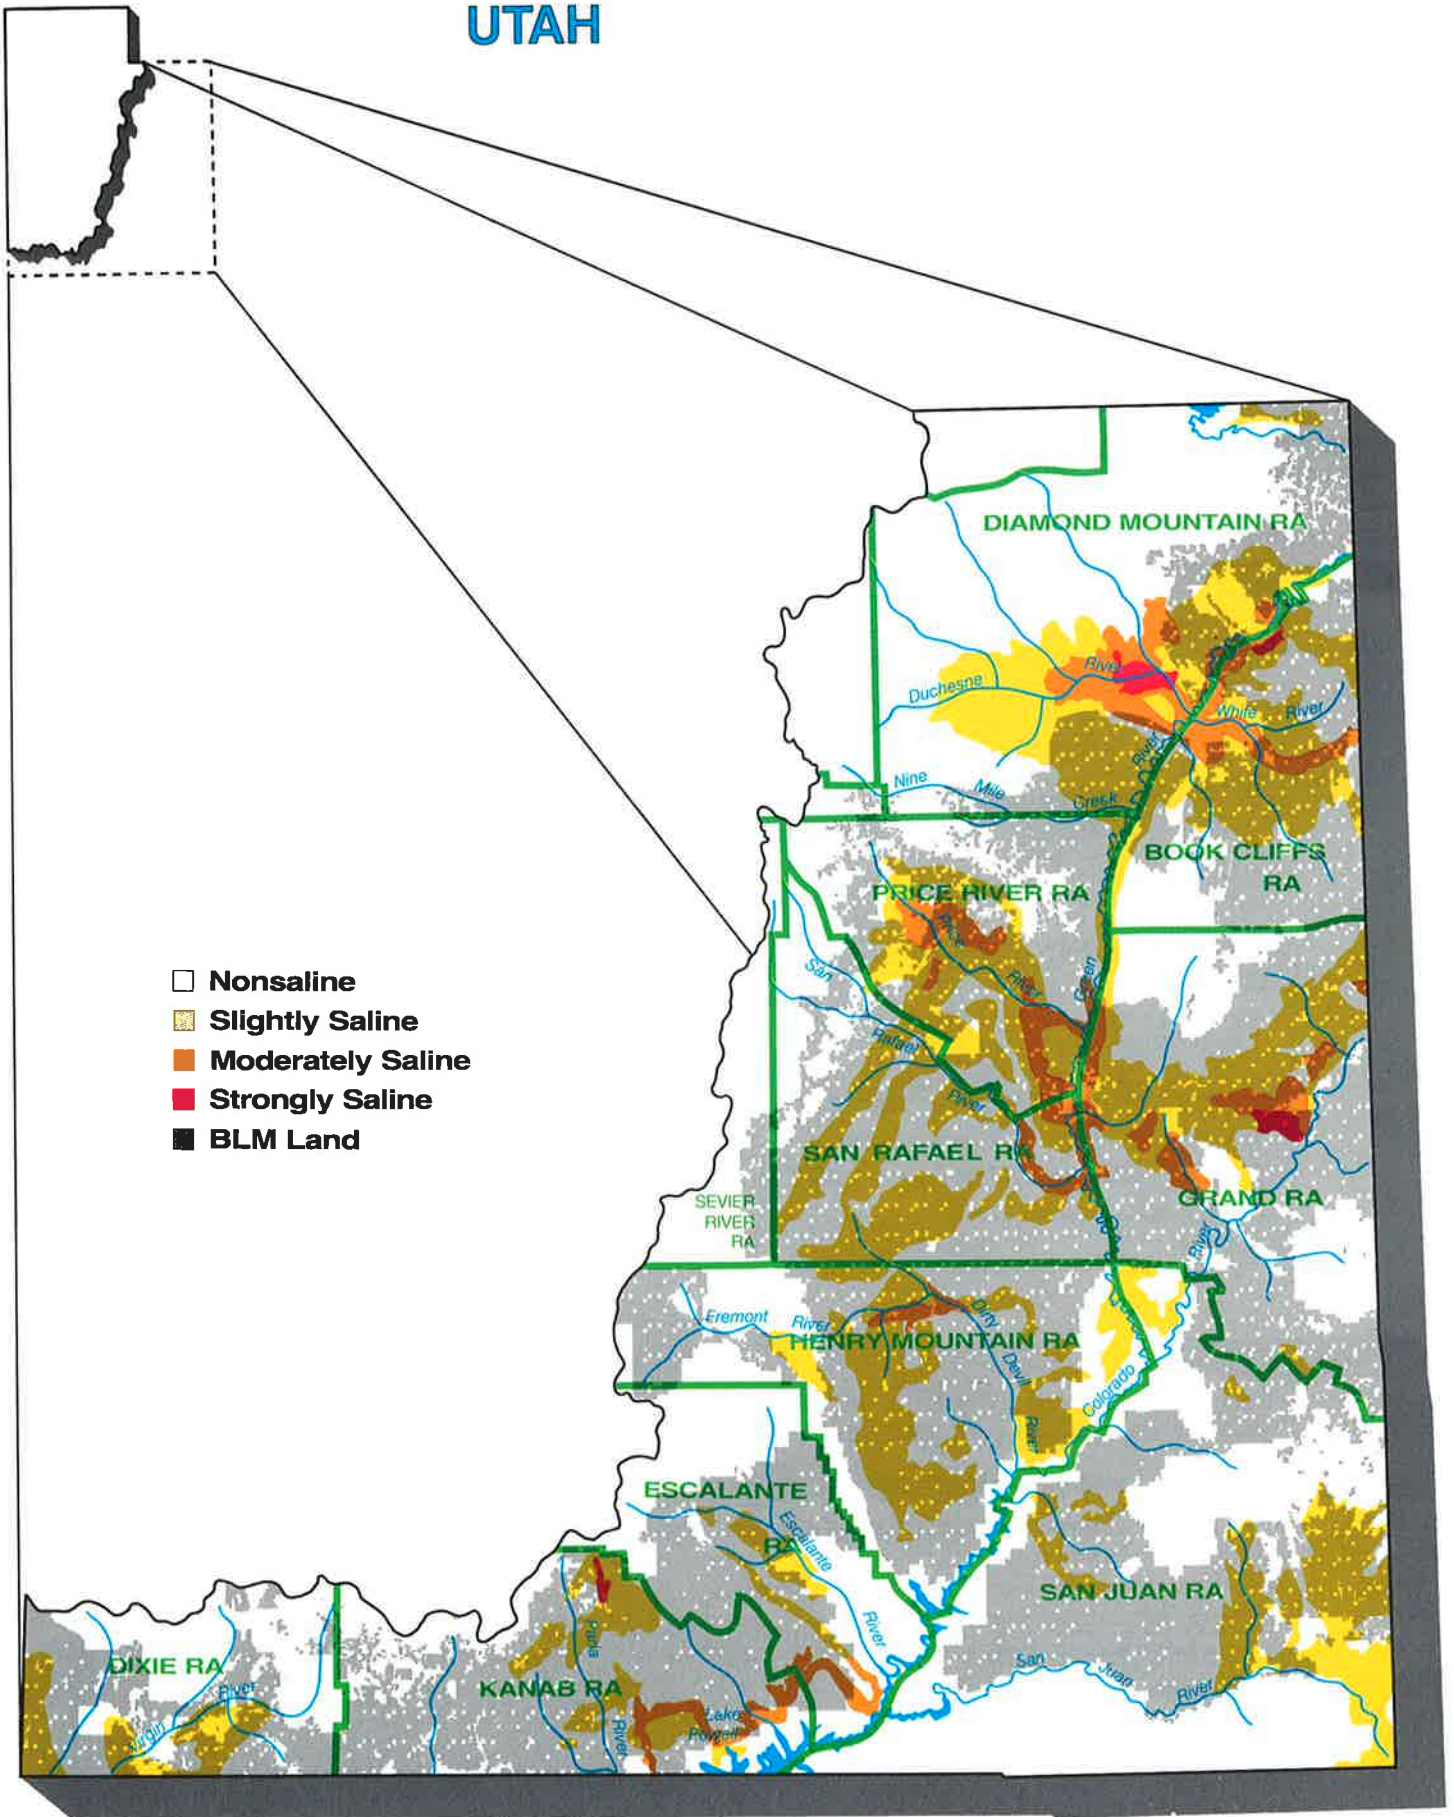 UTAH
DIAMOND MOUNTAIN RA
River
Duchesne
White River
River
Nine Mile Creek
BOOK CLIFFS
RA
PRICE RIVER RA
Price River
Green
San Rafael River
Nonsaline
Slightly Saline
Moderately Saline
Strongly Saline
BLM Land
SAN RAFAEL RA
SEVIER
RIVER
RA
GRAND RA
River
Fremont River
Dirty Devil River
HENRY MOUNTAIN RA
Colorado
ESCALANTE
RA
Escalante River
SAN JUAN RA
San Juan River
DIXIE RA
Virgin River
Paria River
KANAB RA
Lake
Powell